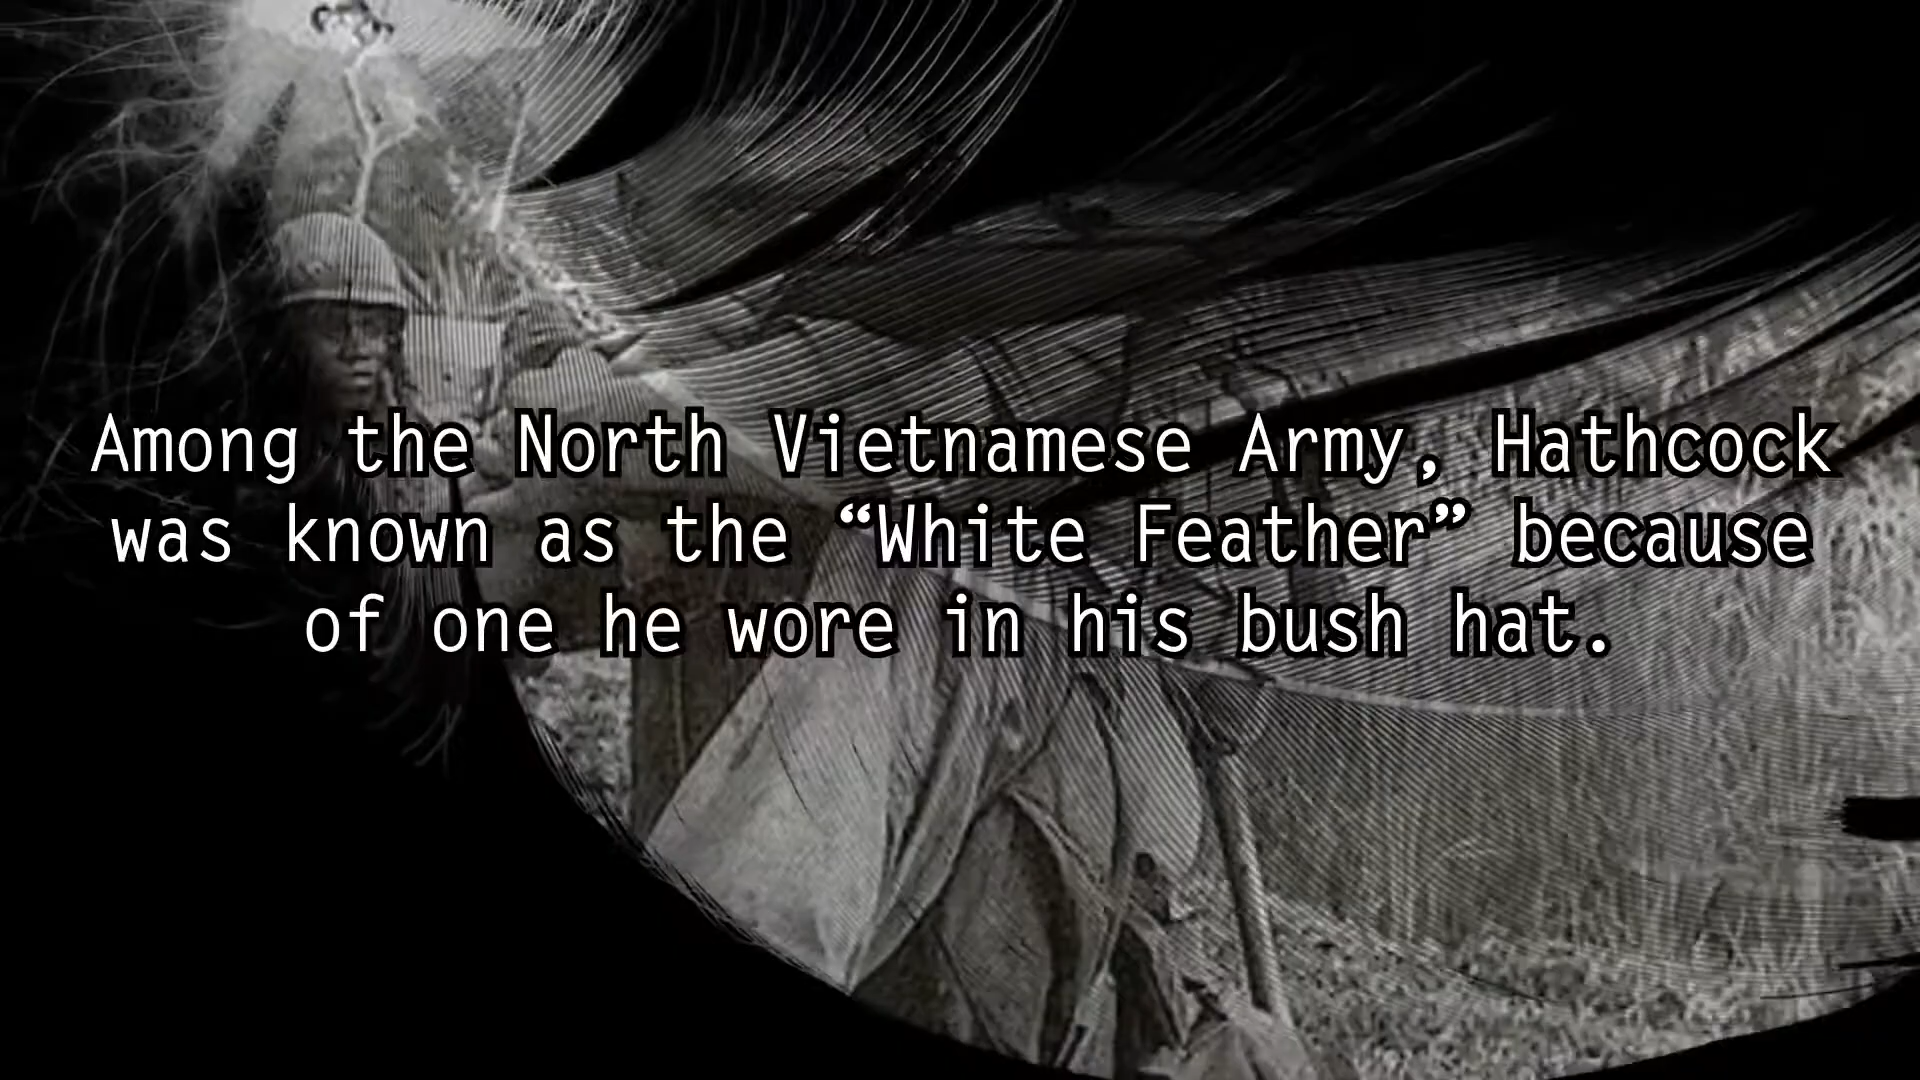 Among the North Vietnamese Army, Hathcock
was known as the “White Feather” because
of one he wore in his bush hat.